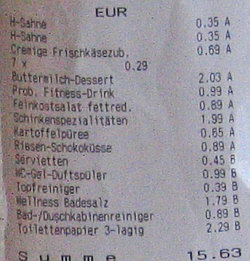 EUR
H-Sahne 0.35 A
H-Sahne 0.35 A
Cremige Frischkäsezub. 0.69 A
7 x 0.29
Buttermilch-Dessert 2.03 A
Prob. Fitness-Drink 0.99 A
Feinkostsalat fettred. 0.89 A
Schinkenspezialitäten 1.99 A
Kartoffelpüree 0.65 A
Riesen-Schokoküsse 0.89 A
Servietten 0.45 B
WC-Gel-Duftspüler 0.99 B
Topfreiniger 0.39 B
Wellness Badesalz 1.79 B
Bad-/Duschkabinenreiniger 0.89 B
Toilettenpapier 3-lagig 2.29 B
Summe 15.63